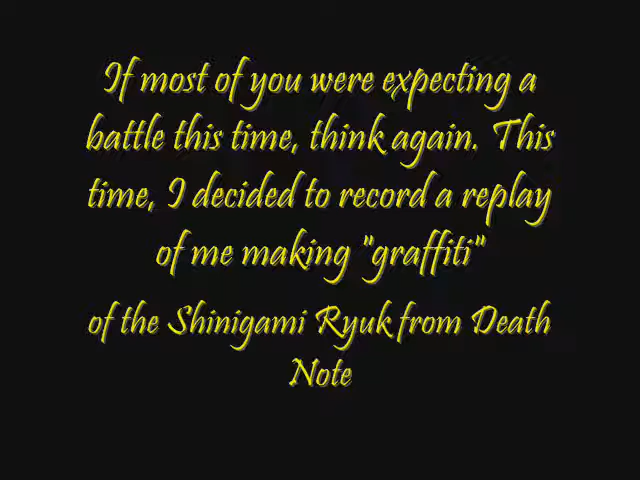 If most of you were expecting a
battle this time, think again. This
time, I decided to record a replay
of me making "graffiti"
of the Shinigami Ryuk from Death
Note